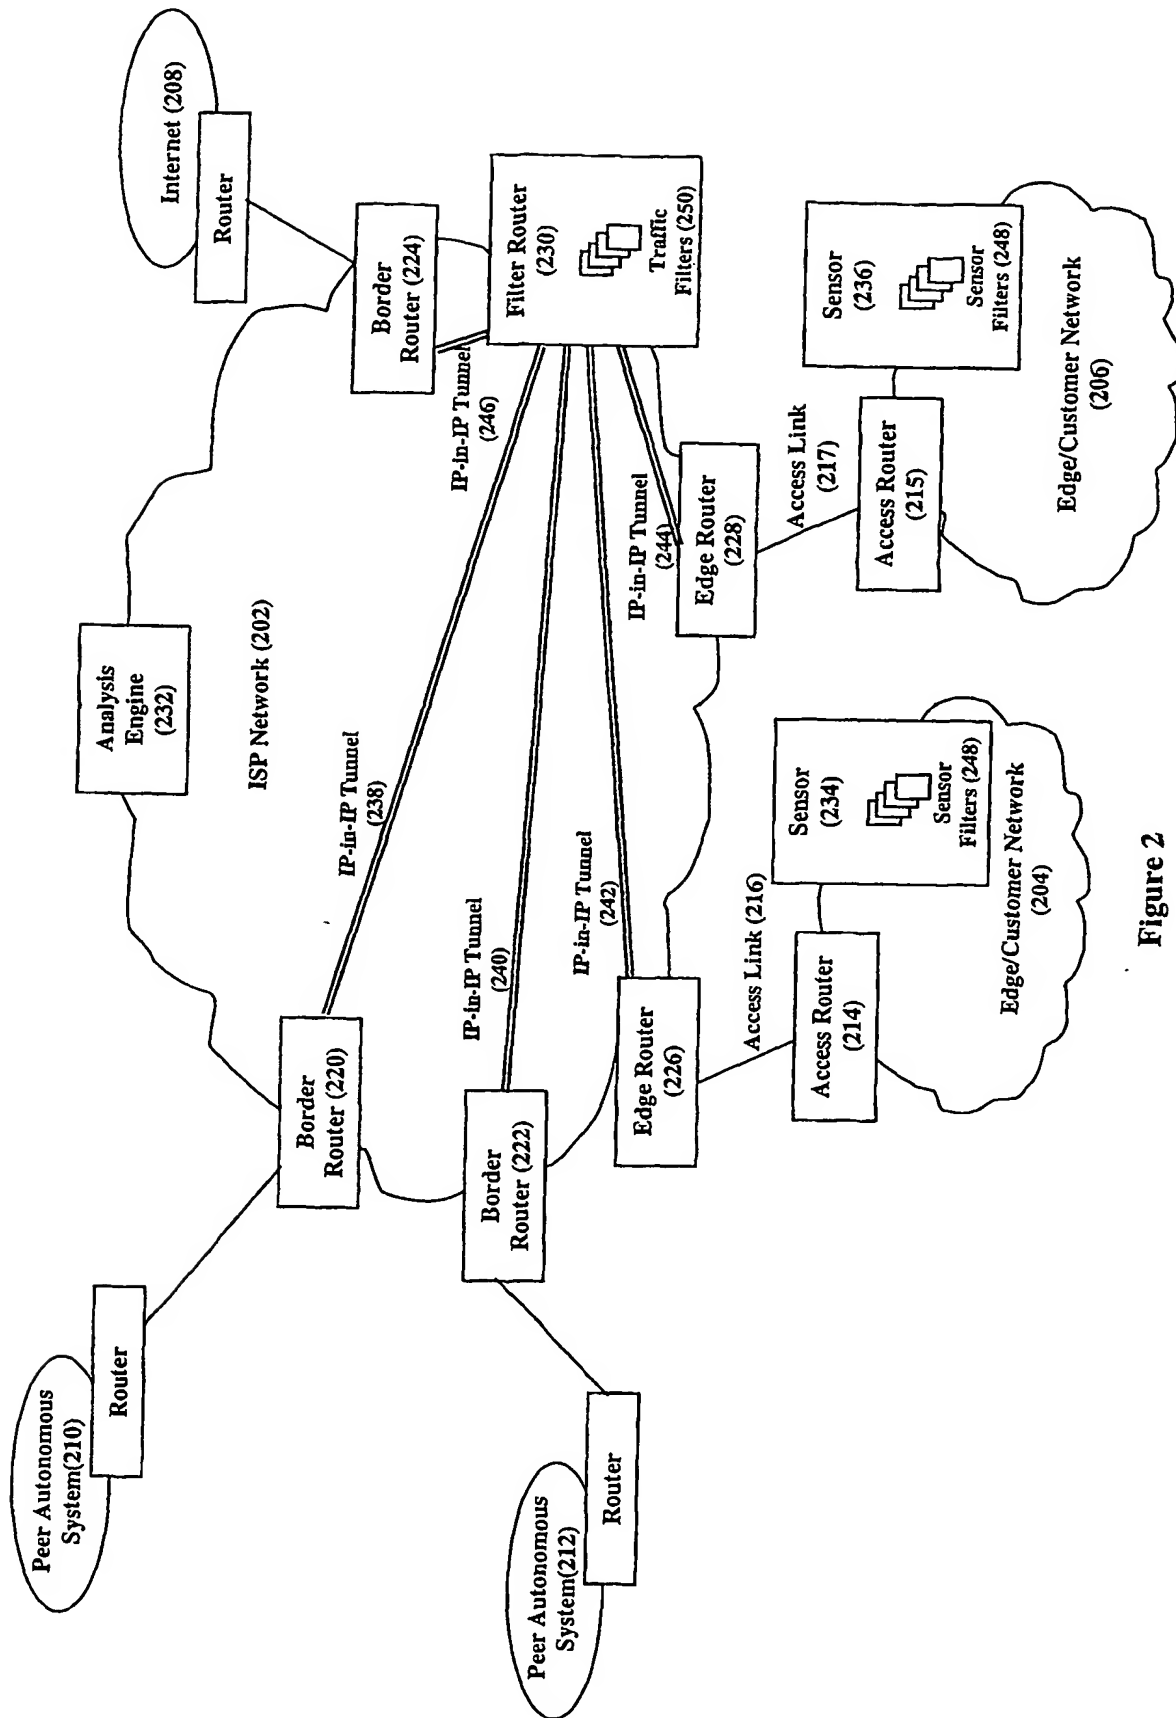 Peer Autonomous
System(210)
Router
Peer Autonomous
System(212)
Router
Border
Router (220)
Border
Router (222)
Edge Router
(226)
Analysis
Engine
(232)
ISP Network (202)
IP-in-IP Tunnel
(238)
IP-in-IP Tunnel
(240)
IP-in-IP Tunnel
(242)
IP-in-IP Tunnel
(244)
IP-in-IP Tunnel
(246)
Internet (208)
Router
Border
Router (224)
Filter Router
(230)
Traffic
Filters (250)
Edge Router
(228)
Access Link (216)
Access Router
(214)
Sensor
(234)
Sensor
Filters (248)
Edge/Customer Network
(204)
Access Link
(217)
Access Router
(215)
Sensor
(236)
Sensor
Filters (248)
Edge/Customer Network
(206)
Figure 2